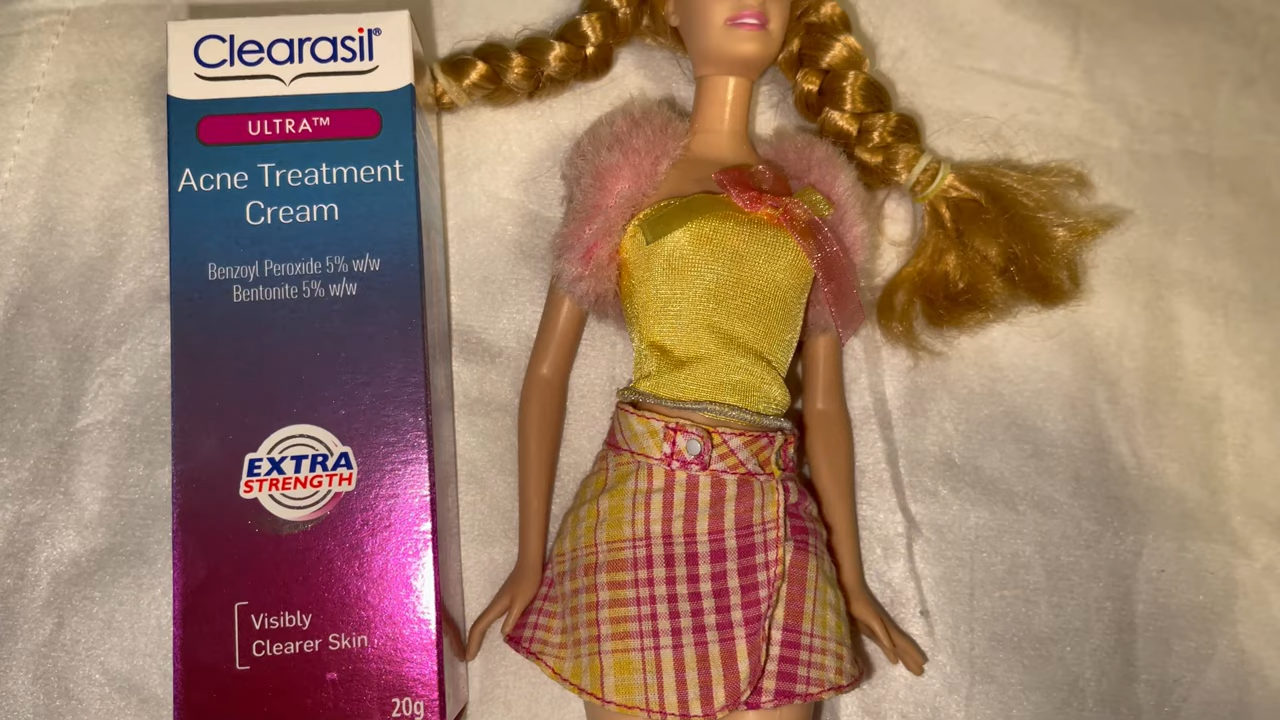 Clearasil®
ULTRA™
Acne Treatment
Cream
Benzoyl Peroxide 5% w/w
Bentonite 5% w/w
EXTRA
STRENGTH
Visibly
Clearer Skin
20g